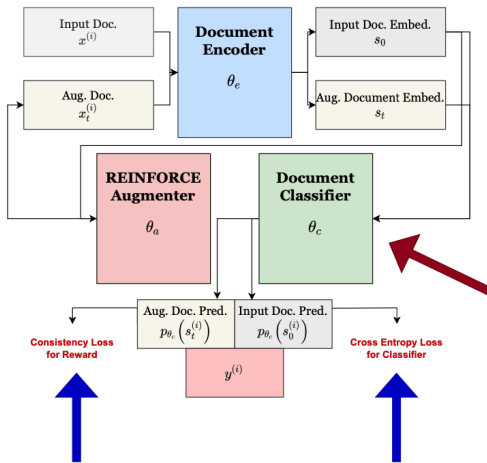 Input Doc.
x^(i)
Document
Encoder
θ_e
Input Doc. Embed.
s_0
Aug. Doc.
x_t^(i)
Aug. Document Embed.
s_t
REINFORCE
Augmenter
θ_a
Document
Classifier
θ_c
Aug. Doc. Pred.
p_θ_c(s_t^(i))
Input Doc. Pred.
p_θ_c(s_0^(i))
Consistency Loss
for Reward
Cross Entropy Loss
for Classifier
y^(i)